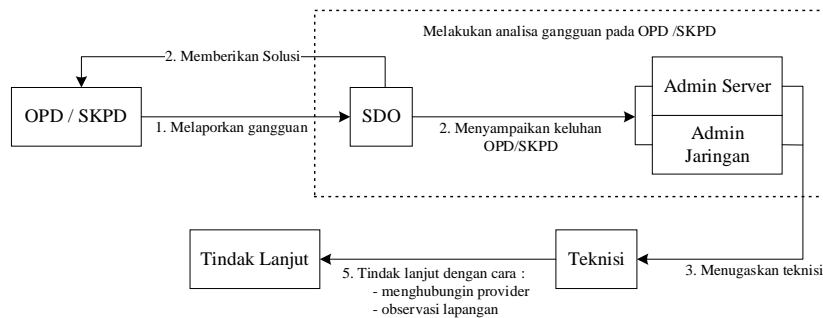 Melakukan analisa gangguan pada OPD /SKPD
2. Memberikan Solusi
OPD / SKPD
1. Melaporkan gangguan
SDO
2. Menyampaikan keluhan
OPD/SKPD
Admin Server
Admin
Jaringan
3. Menugaskan teknisi
Teknisi
5. Tindak lanjut dengan cara :
- menghubungin provider
- observasi lapangan
Tindak Lanjut